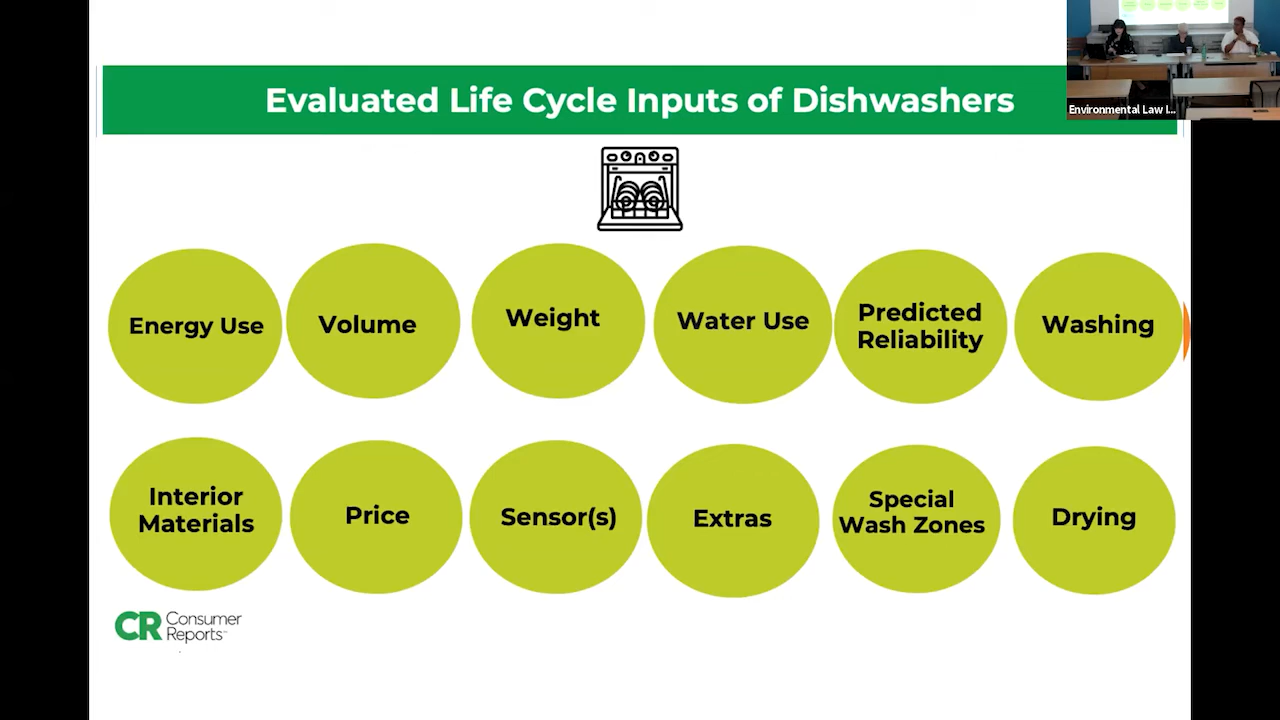 Evaluated Life Cycle Inputs of Dishwashers
Environmental Law I...
Energy Use
Volume
Weight
Water Use
Predicted
Reliability
Washing
Interior
Materials
Price
Sensor(s)
Extras
Special
Wash Zones
Drying
CR Consumer
Reports™